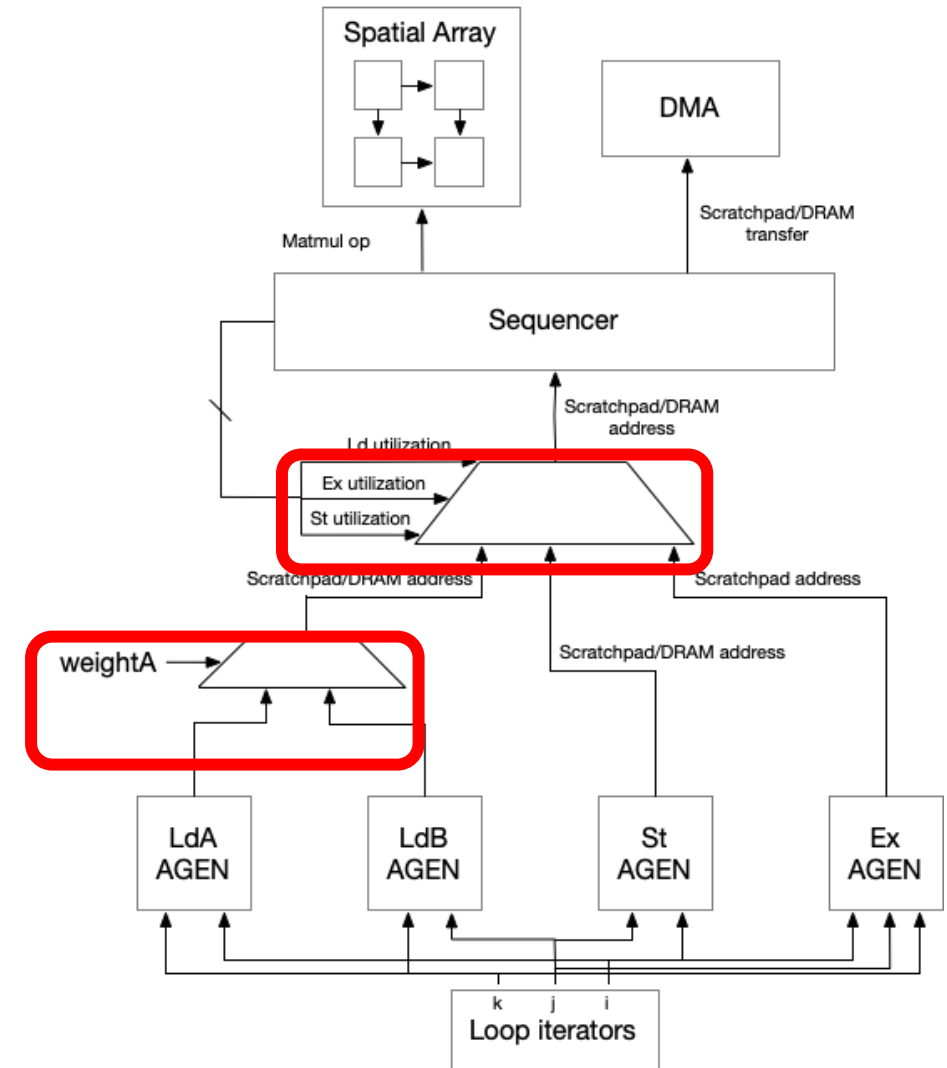 Spatial Array
DMA
Scratchpad/DRAM
transfer
Matmul op
Sequencer
Scratchpad/DRAM
address
Ld utilization
Ex utilization
St utilization
Scratchpad/DRAM address
Scratchpad address
weightA
Scratchpad/DRAM address
LdA
AGEN
LdB
AGEN
St
AGEN
Ex
AGEN
k
j
i
Loop iterators